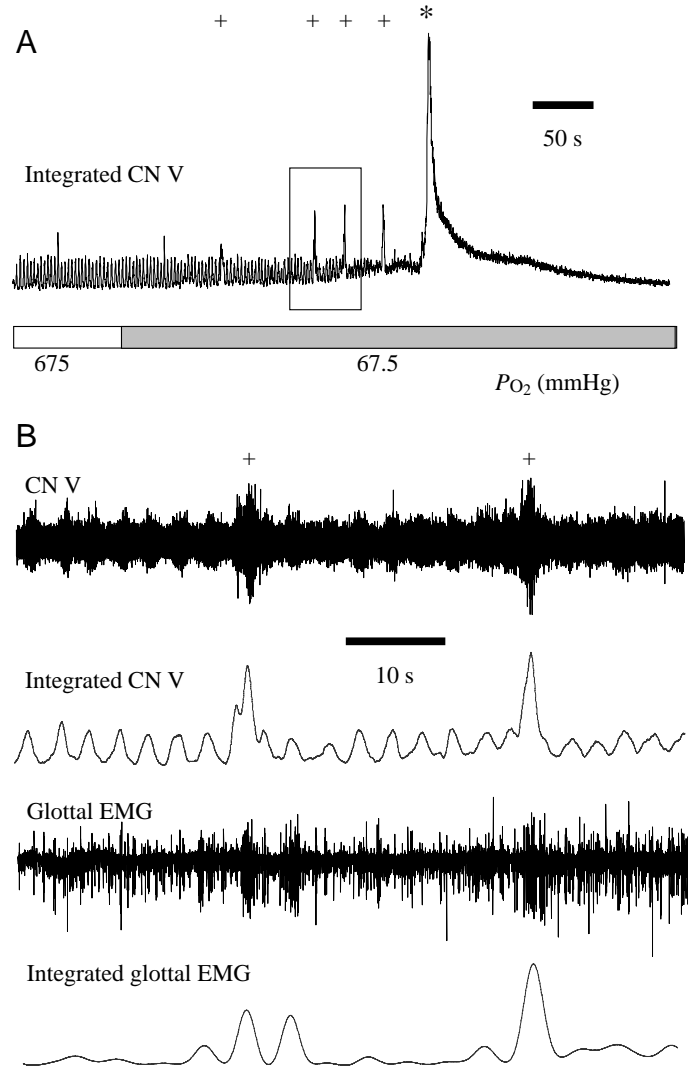 + + + + *
A
50 s
Integrated CN V
675 67.5
PO2 (mmHg)
B
+ +
CN V
10 s
Integrated CN V
Glottal EMG
Integrated glottal EMG